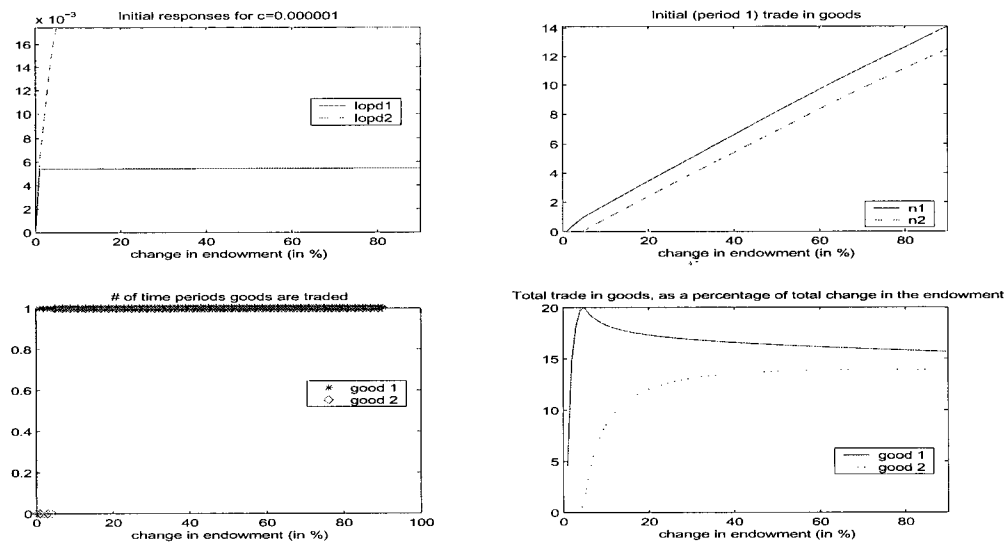 Initial responses for c=0.000001
x 10⁻³
16
14
12
10
8
6
4
2
0
lopd1
lopd2
0 20 40 60 80
change in endowment (in %)
Initial (period 1) trade in goods
14
12
10
8
6
4
2
0
n1
n2
0 20 40 60 80
change in endowment (in %)
# of time periods goods are traded
1
0.8
0.6
0.4
0.2
0
good 1
good 2
0 20 40 60 80 100
change in endowment (in %)
Total trade in goods, as a percentage of total change in the endowment
20
15
10
5
0
good 1
good 2
0 20 40 60 80
change in endowment (in %)